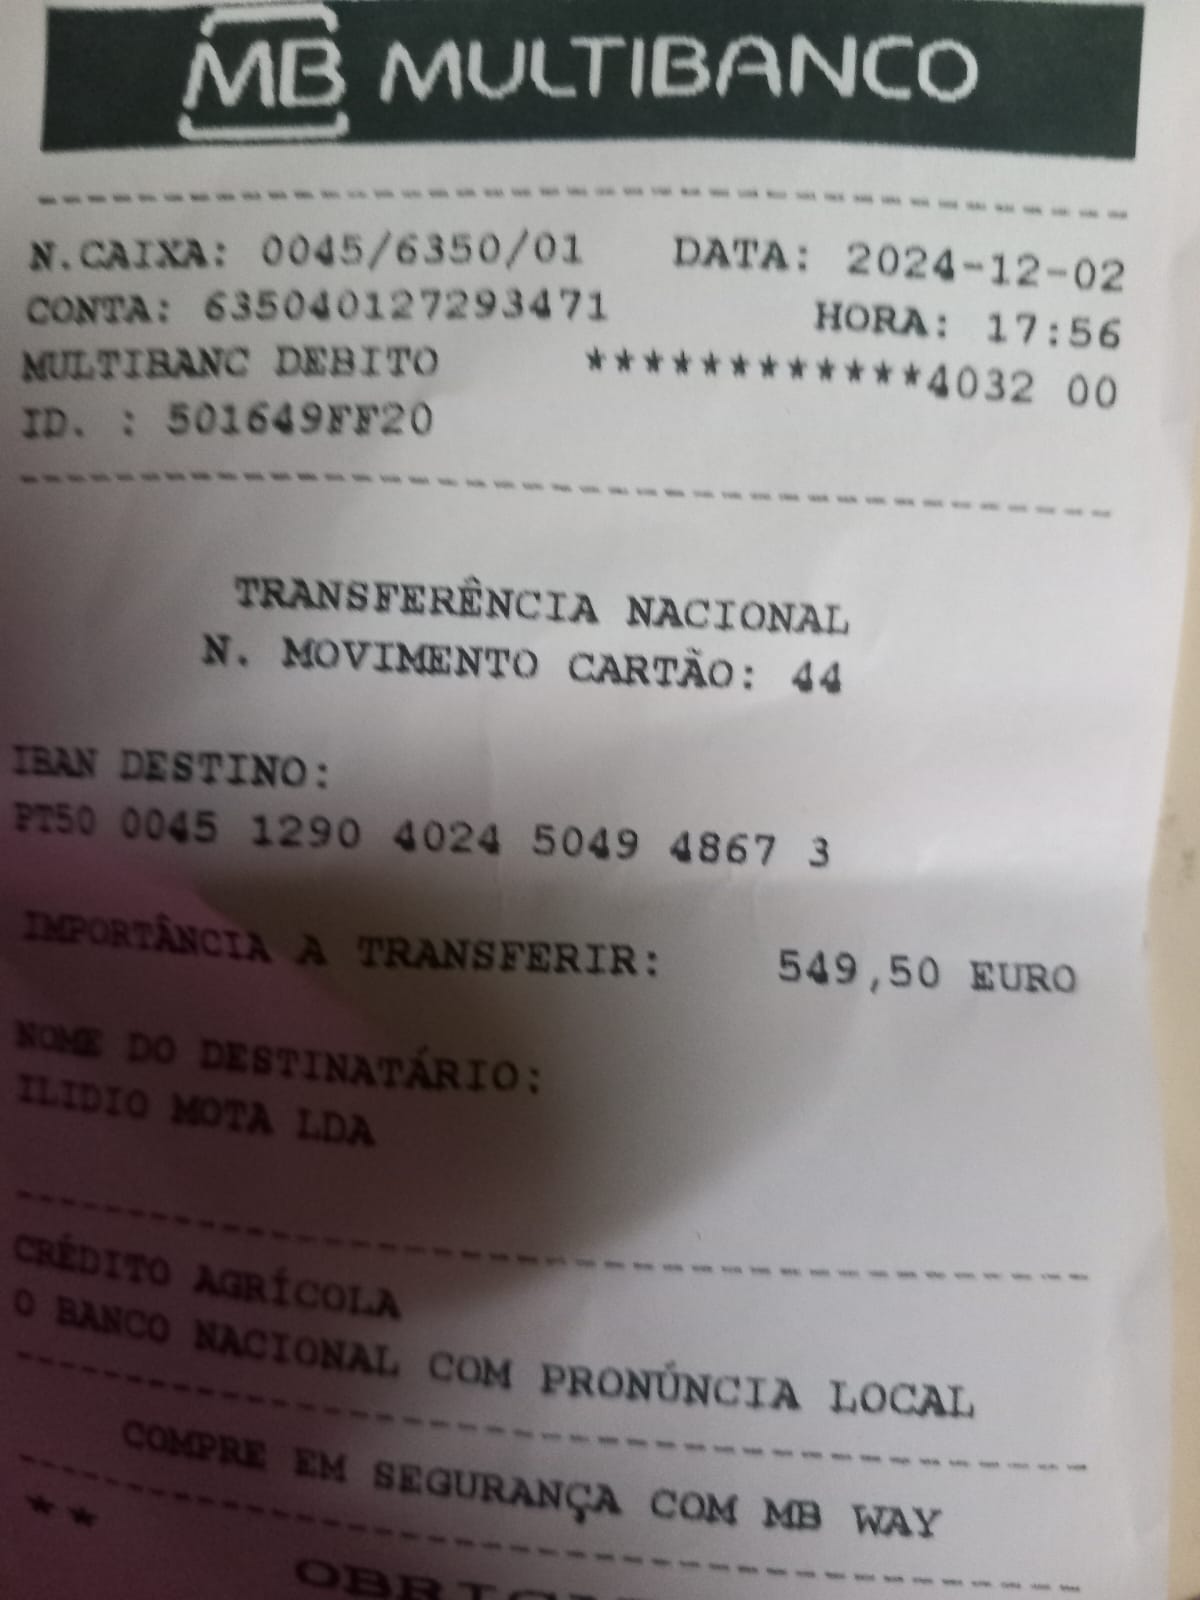 MB MULTIBANCO
N.CAIXA: 0045/6350/01 DATA: 2024-12-02
CONTA: 635040127293471 HORA: 17:56
MULTIBANC DEBITO ************4032 00
ID. : 501649FF20
TRANSFERÊNCIA NACIONAL
N. MOVIMENTO CARTÃO: 44
IBAN DESTINO:
PT50 0045 1290 4024 5049 4867 3
IMPORTÂNCIA A TRANSFERIR: 549,50 EURO
NOME DO DESTINATÁRIO:
ILIDIO MOTA LDA
CRÉDITO AGRÍCOLA
O BANCO NACIONAL COM PRONÚNCIA LOCAL
COMPRE EM SEGURANÇA COM MB WAY
**